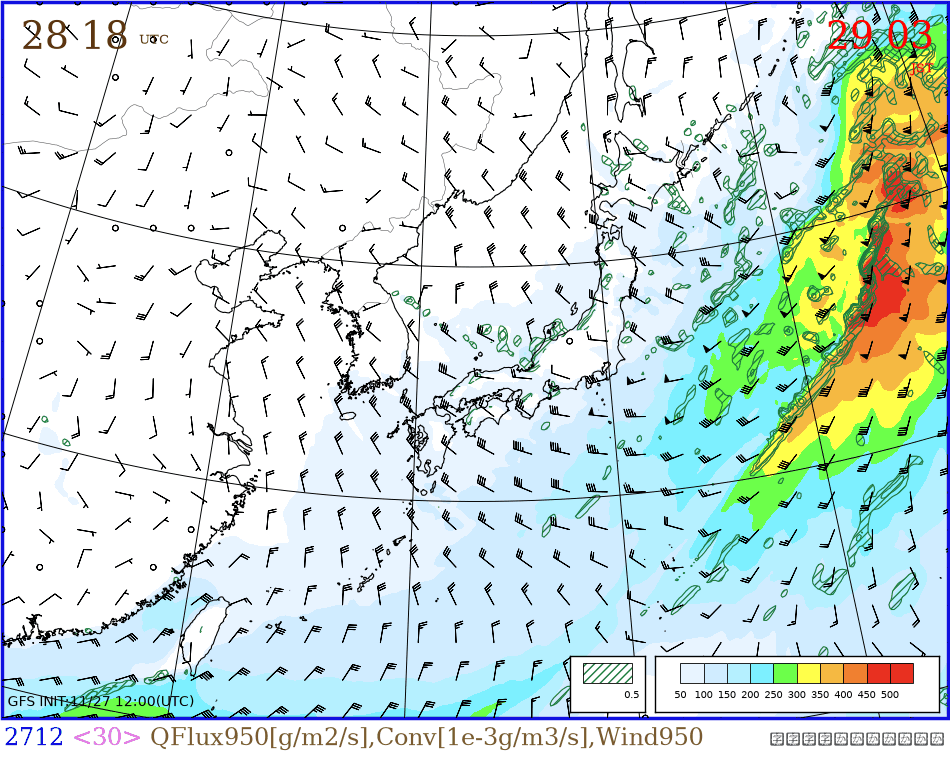 28 18 UTC
29 03
JST
GFS INIT:11/27 12:00(UTC)
0.5
50 100 150 200 250 300 350 400 450 500
2712 <30> QFlux950[g/m2/s],Conv[1e-3g/m3/s],Wind950